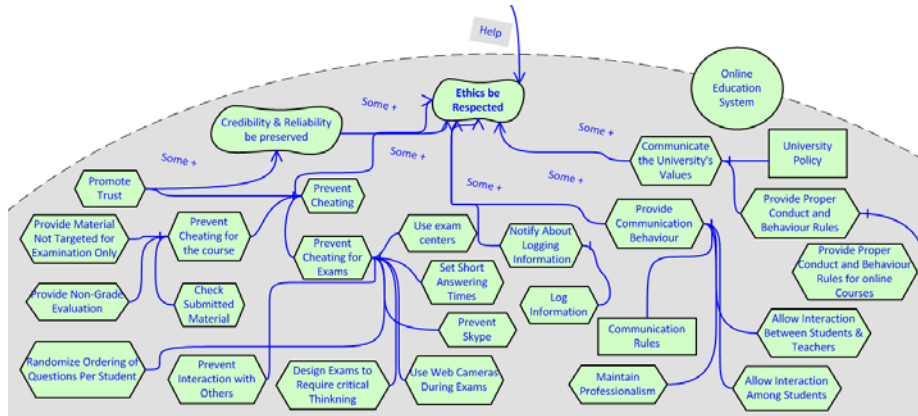 Help
Online
Education
System
Ethics be
Respected
Some +
Credibility & Reliability
be preserved
Some +
Communicate
the University's
Values
University
Policy
Some +
Some +
Promote
Trust
Prevent
Cheating
Some +
Some +
Provide Material
Not Targeted for
Examination Only
Prevent
Cheating for
the course
Prevent
Cheating for
Exams
Use exam
centers
Notify About
Logging
Information
Provide
Communication
Behaviour
Provide Proper
Conduct and
Behaviour Rules
Provide Proper
Conduct and Behaviour
Rules for online
Courses
Provide Non-Grade
Evaluation
Check
Submitted
Material
Set Short
Answering
Times
Log
Information
Prevent
Skype
Communication
Rules
Allow Interaction
Between Students &
Teachers
Randomize Ordering of
Questions Per Student
Prevent
Interaction with
Others
Design Exams to
Require critical
Thinkning
Use Web Cameras
During Exams
Maintain
Professionalism
Allow Interaction
Among Students